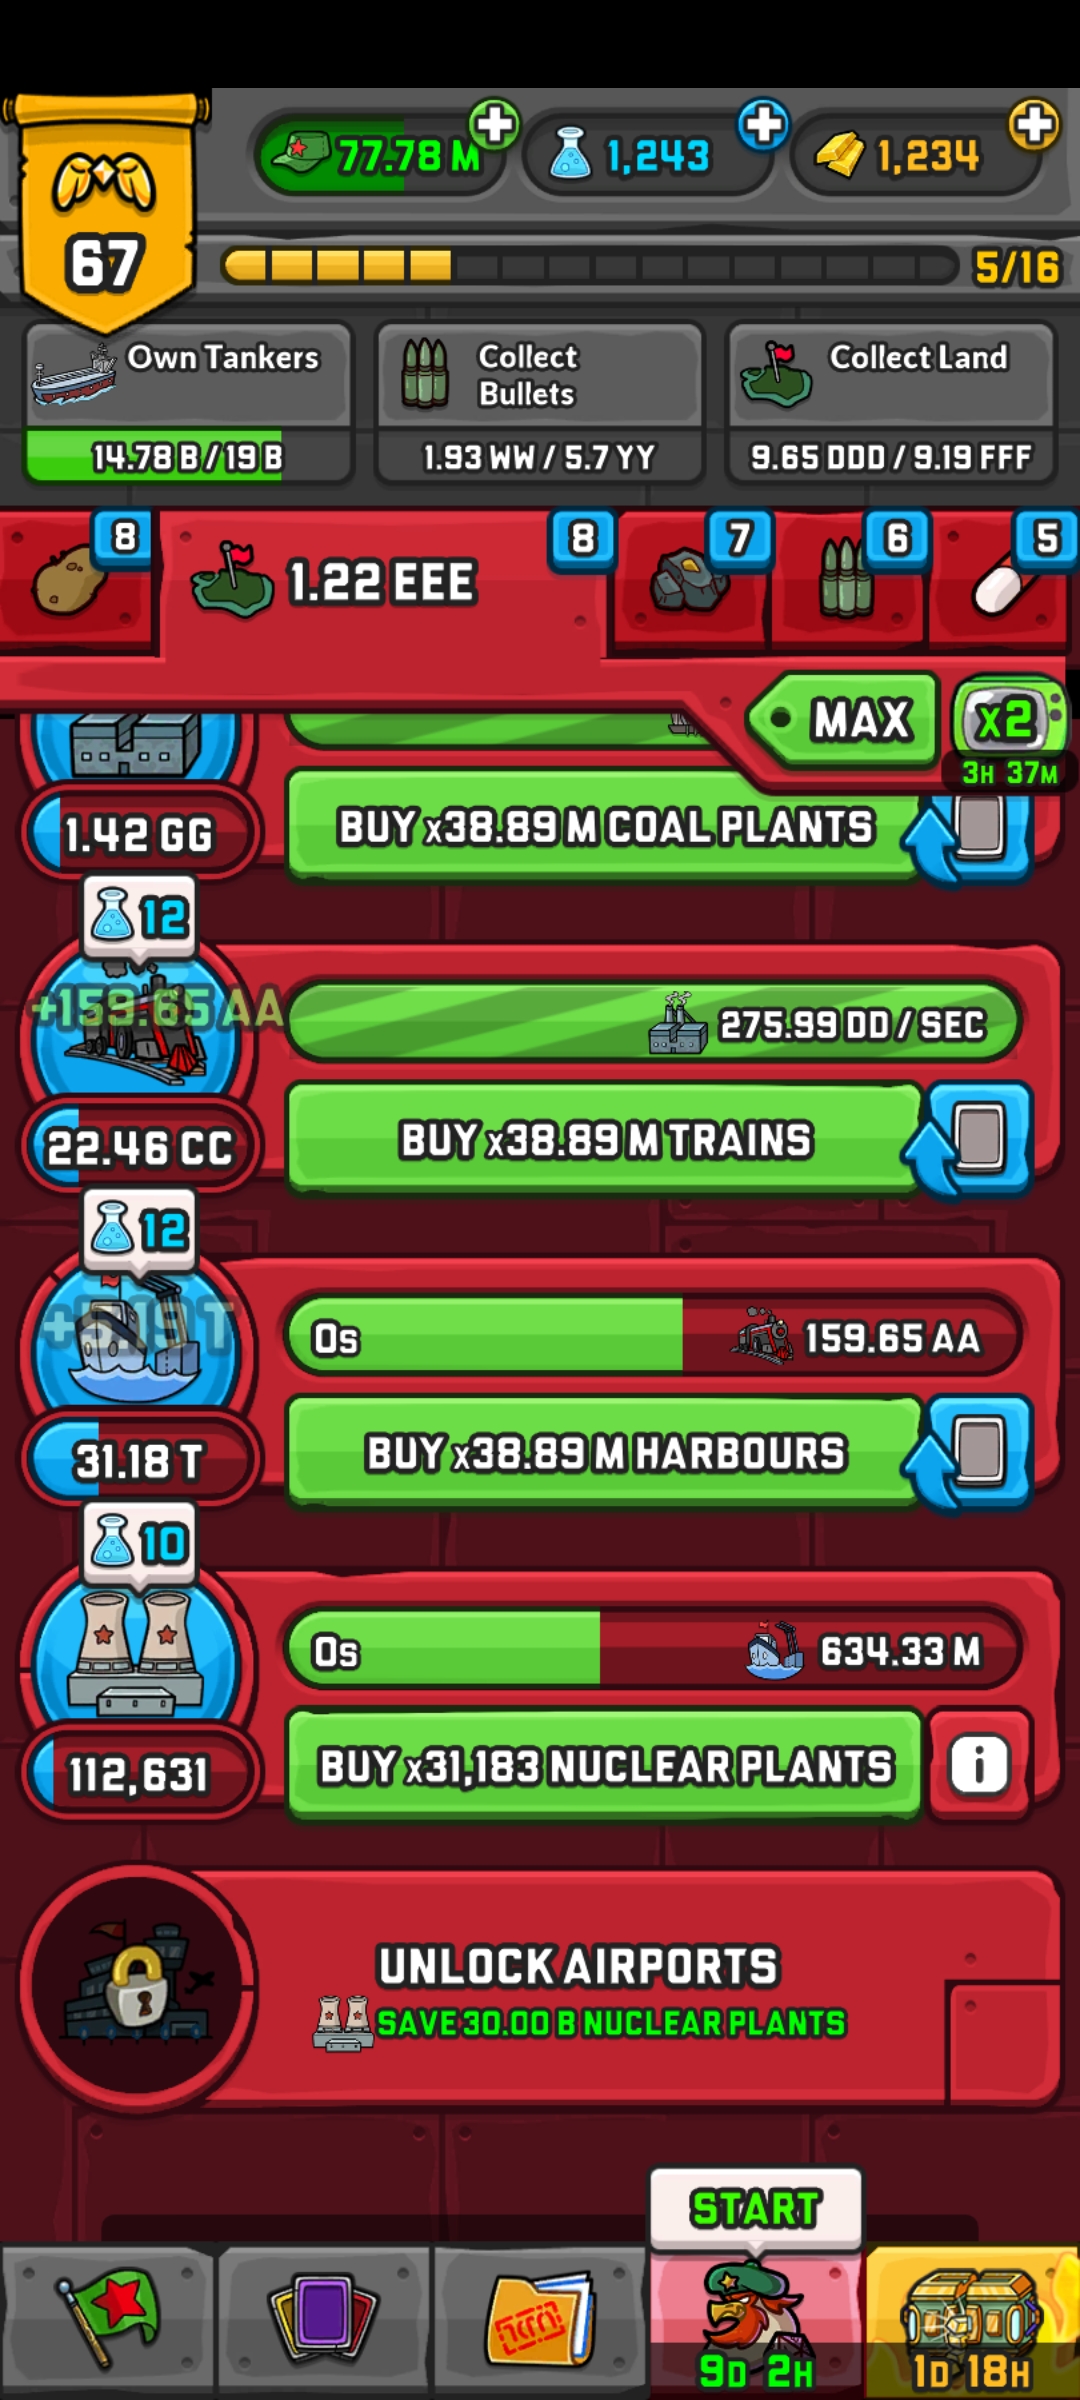 77.78 M
1,243
1,234
67
5/16
Own Tankers
14.78 B / 19 B
Collect
Bullets
1.93 WW / 5.7 YY
Collect Land
9.65 DDD / 9.19 FFF
8
1.22 EEE
8
7
6
5
MAX
x2
3H 37M
1.42 GG
BUY x38.89 M COAL PLANTS
12
+159.65 AA
275.99 DD / SEC
22.46 CC
BUY x38.89 M TRAINS
12
+5.19 T
0s
159.65 AA
31.18 T
BUY x38.89 M HARBOURS
10
0s
634.33 M
112,631
BUY x31,183 NUCLEAR PLANTS
i
UNLOCK AIRPORTS
SAVE 30.00 B NUCLEAR PLANTS
START
9D 2H
1D 18H